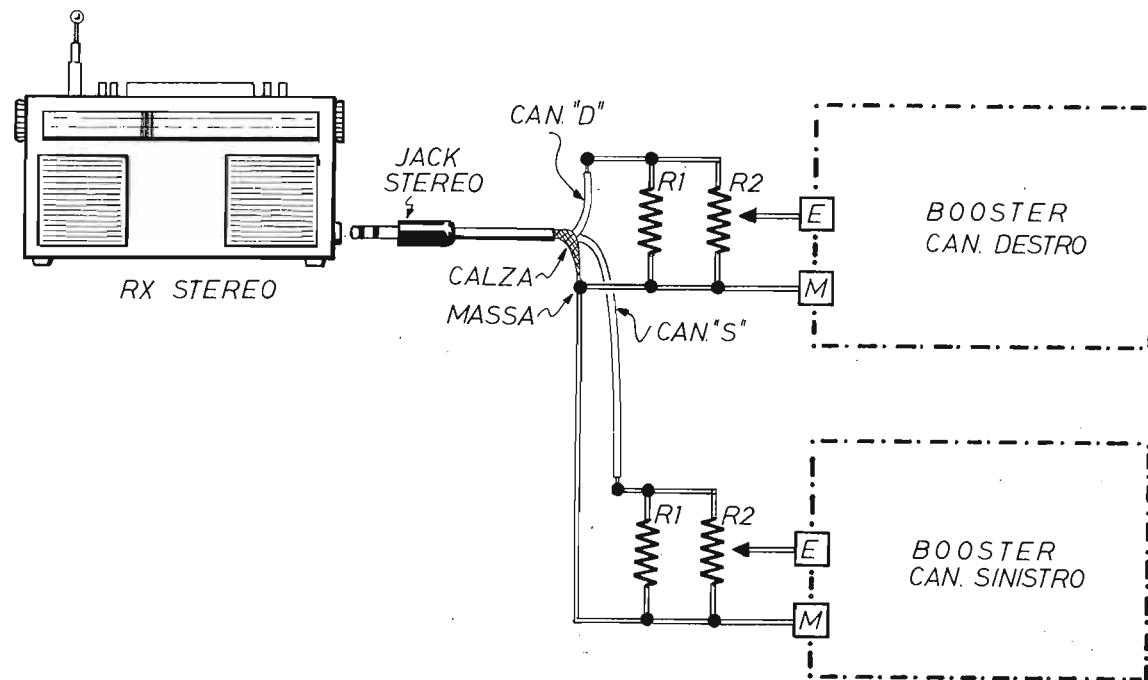 CAN. "D"
JACK
STEREO
R1
R2
E
BOOSTER
CAN. DESTRO
CALZA
RX STEREO
M
MASSA
CAN. "S"
R1
R2
E
BOOSTER
CAN. SINISTRO
M